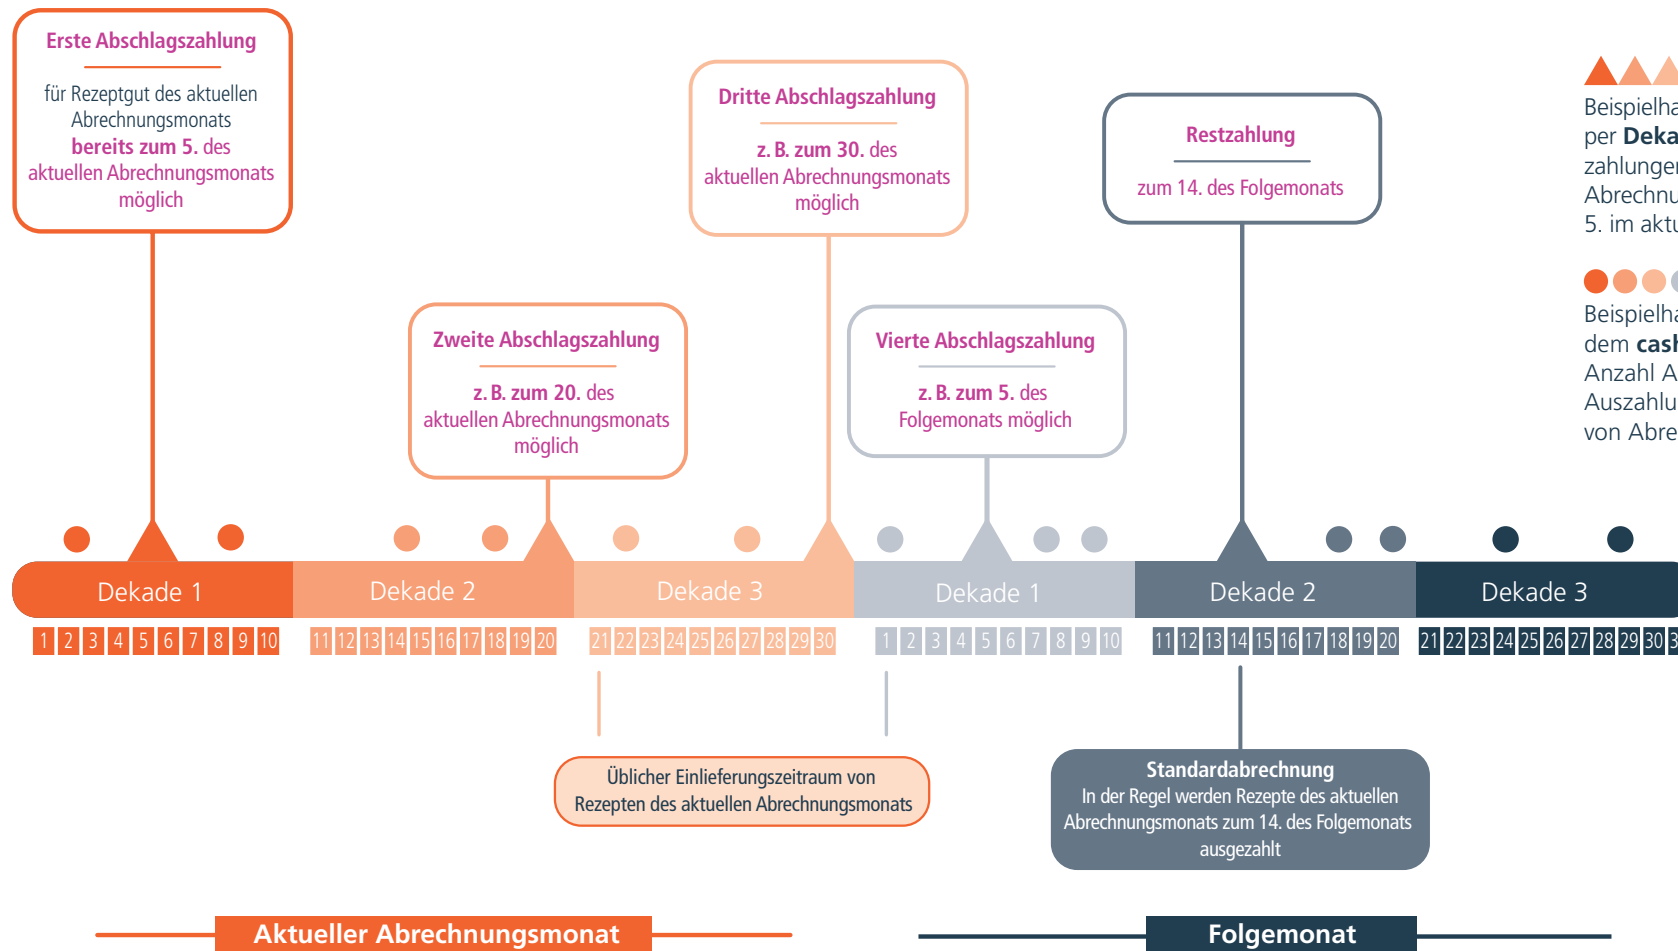 Erste Abschlagszahlung
für Rezeptgut des aktuellen
Abrechnungsmonats
bereits zum 5. des
aktuellen Abrechnungsmonats
möglich
Zweite Abschlagszahlung
z. B. zum 20. des
aktuellen Abrechnungsmonats
möglich
Dritte Abschlagszahlung
z. B. zum 30. des
aktuellen Abrechnungsmonats
möglich
Vierte Abschlagszahlung
z. B. zum 5. des
Folgemonats möglich
Restzahlung
zum 14. des Folgemonats
per
zahlungen
5. im
dem
Anzahl
von
Dekade 1
Dekade 2
Dekade 3
Dekade 1
Dekade 2
Dekade 3
1 2 3 4 5 6 7 8 9 10
11 12 13 14 15 16 17 18 19 20
21 22 23 24 25 26 27 28 29 30
1 2 3 4 5 6 7 8 9 10
11 12 13 14 15 16 17 18 19 20
21 22 23 24 25 26 27 28 29 30
Üblicher Einlieferungszeitraum von
Rezepten des aktuellen Abrechnungsmonats
Standardabrechnung
In der Regel werden Rezepte des aktuellen
Abrechnungsmonats zum 14. des Folgemonats
ausgezahlt
Aktueller Abrechnungsmonat
Folgemonat